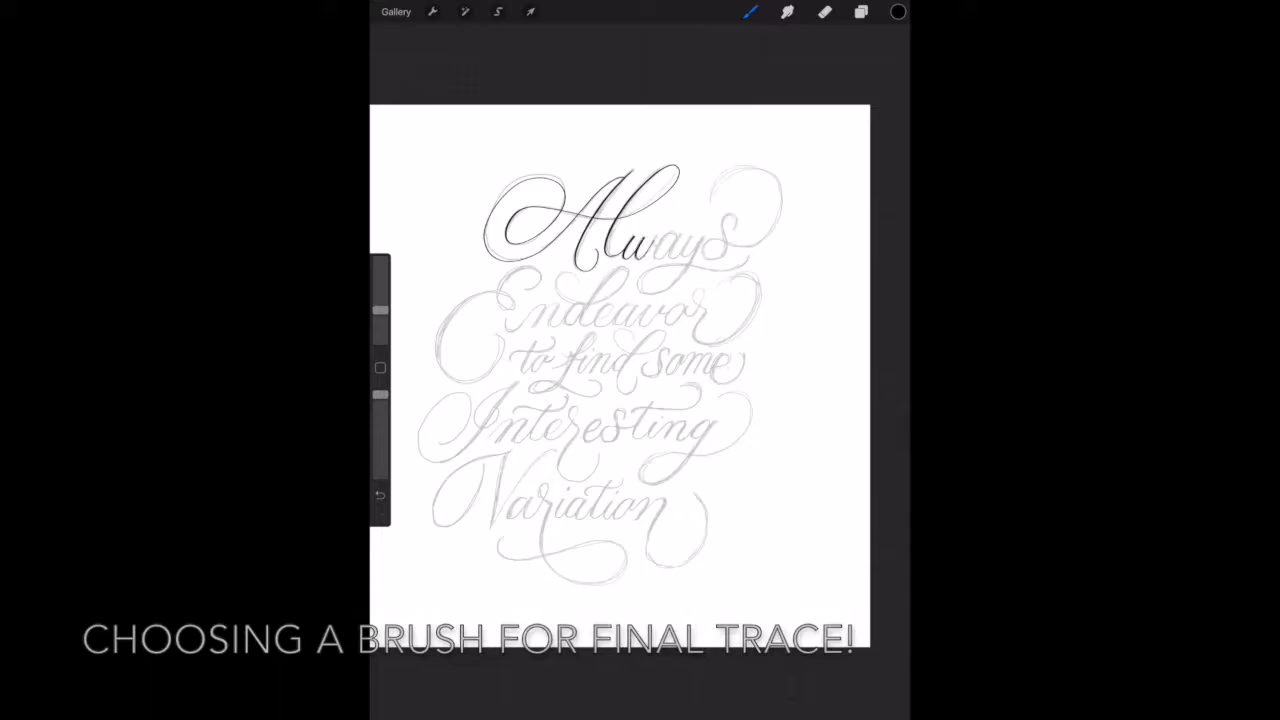 Gallery
Always
Endeavor
to find some
Interesting
Variation
CHOOSING A BRUSH FOR FINAL TRACE!